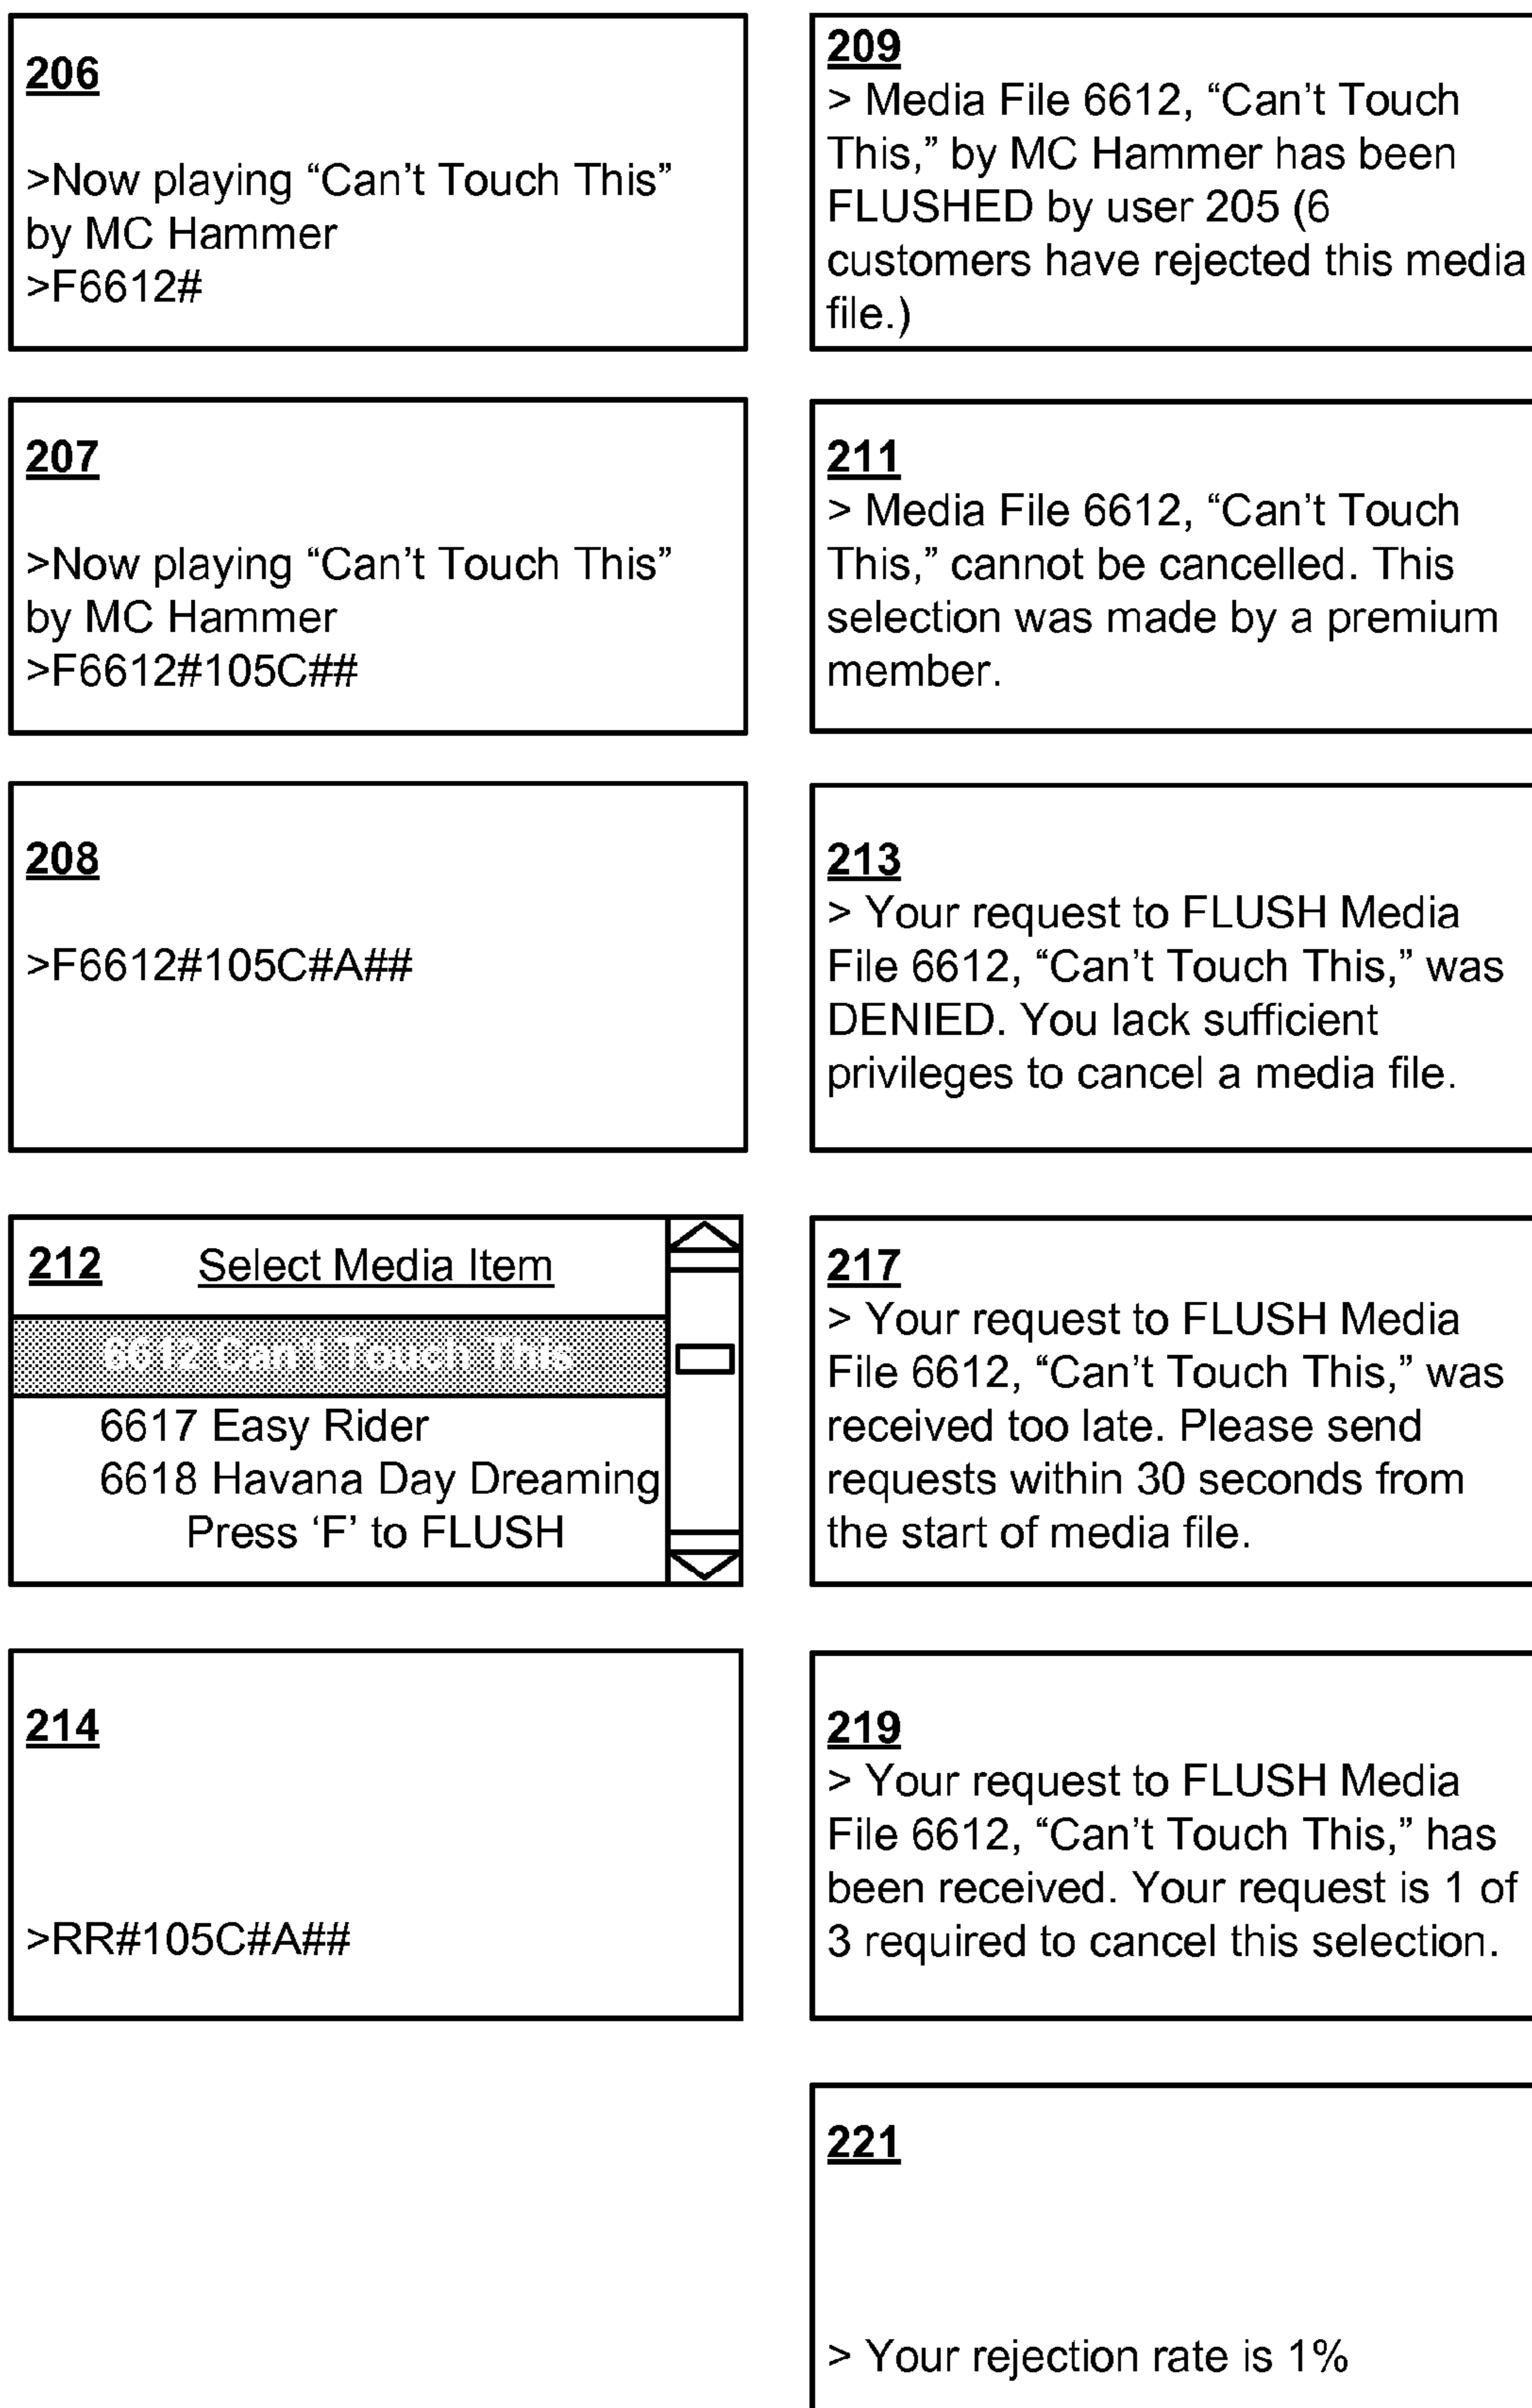 206
>Now playing “Can't Touch This”
by MC Hammer
>F6612#
209
> Media File 6612, “Can't Touch
This,” by MC Hammer has been
FLUSHED by user 205 (6
customers have rejected this media
file.)
207
>Now playing “Can't Touch This”
by MC Hammer
>F6612#105C##
211
> Media File 6612, “Can't Touch
This,” cannot be cancelled. This
selection was made by a premium
member.
208
>F6612#105C#A##
213
> Your request to FLUSH Media
File 6612, “Can't Touch This,” was
DENIED. You lack sufficient
privileges to cancel a media file.
212 Select Media Item
6612 Can't Touch This
6617 Easy Rider
6618 Havana Day Dreaming
Press ‘F’ to FLUSH
217
> Your request to FLUSH Media
File 6612, “Can't Touch This,” was
received too late. Please send
requests within 30 seconds from
the start of media file.
214
>RR#105C#A##
219
> Your request to FLUSH Media
File 6612, “Can't Touch This,” has
been received. Your request is 1 of
3 required to cancel this selection.
221
> Your rejection rate is 1%